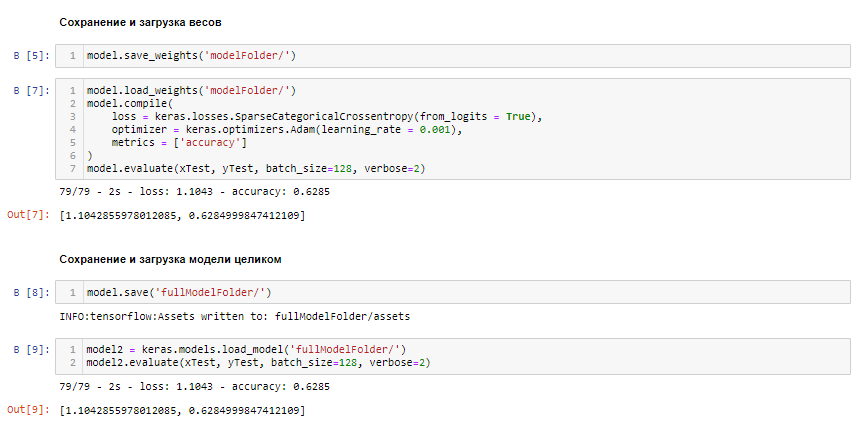 Сохранение и загрузка весов
В [5]: 1 model.save_weights('modelFolder/')
В [7]: 1 model.load_weights('modelFolder/')
2 model.compile(
3 loss = keras.losses.SparseCategoricalCrossentropy(from_logits = True),
4 optimizer = keras.optimizers.Adam(learning_rate = 0.001),
5 metrics = ['accuracy']
6 )
7 model.evaluate(xTest, yTest, batch_size=128, verbose=2)
79/79 - 2s - loss: 1.1043 - accuracy: 0.6285
Out[7]: [1.1042855978012085, 0.6284999847412109]
Сохранение и загрузка модели целиком
В [8]: 1 model.save('fullModelFolder/')
INFO:tensorflow:Assets written to: fullModelFolder/assets
В [9]: 1 model2 = keras.models.load_model('fullModelFolder/')
2 model2.evaluate(xTest, yTest, batch_size=128, verbose=2)
79/79 - 2s - loss: 1.1043 - accuracy: 0.6285
Out[9]: [1.1042855978012085, 0.6284999847412109]